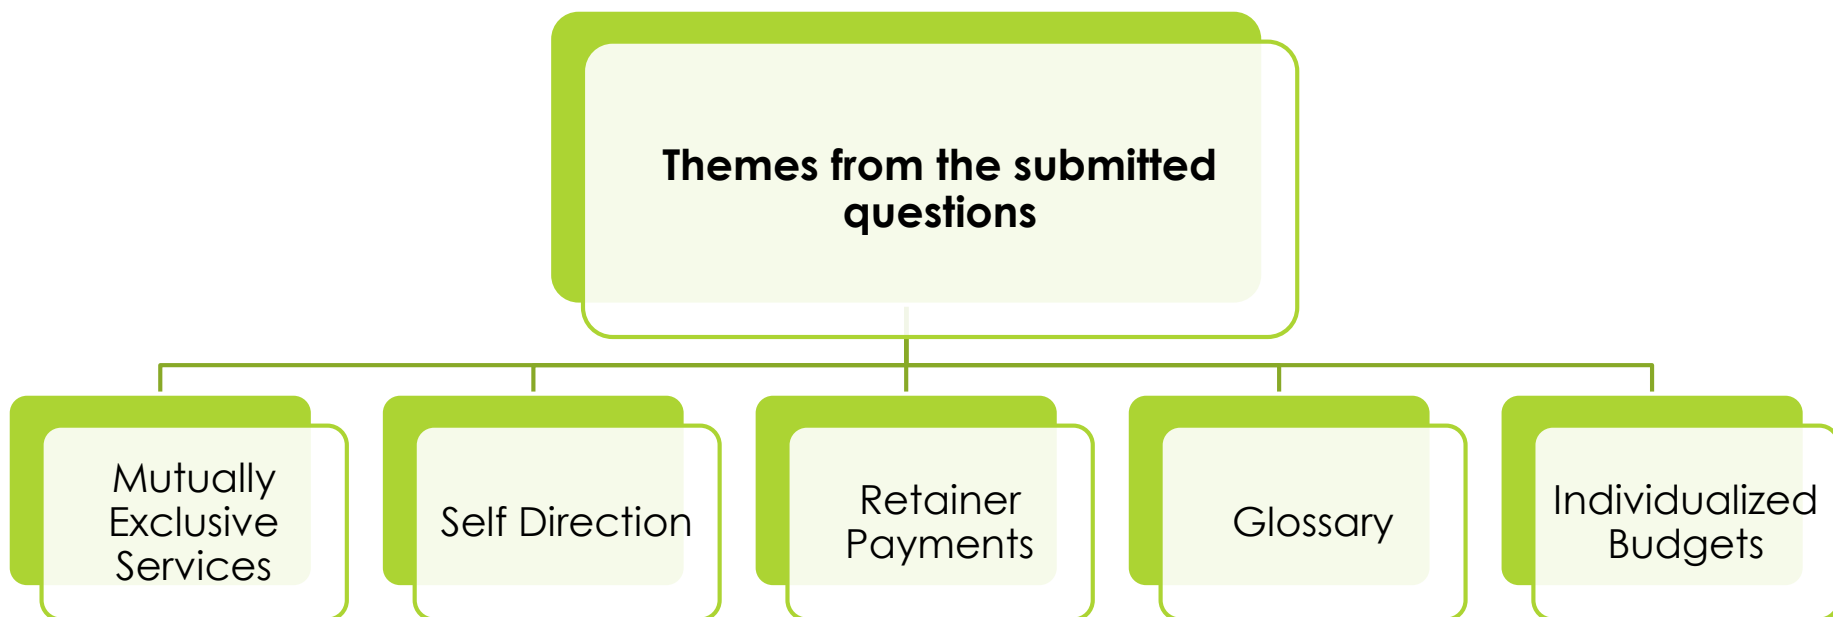 Themes from the submitted
questions
Mutually
Exclusive
Services
Self Direction
Retainer
Payments
Glossary
Individualized
Budgets